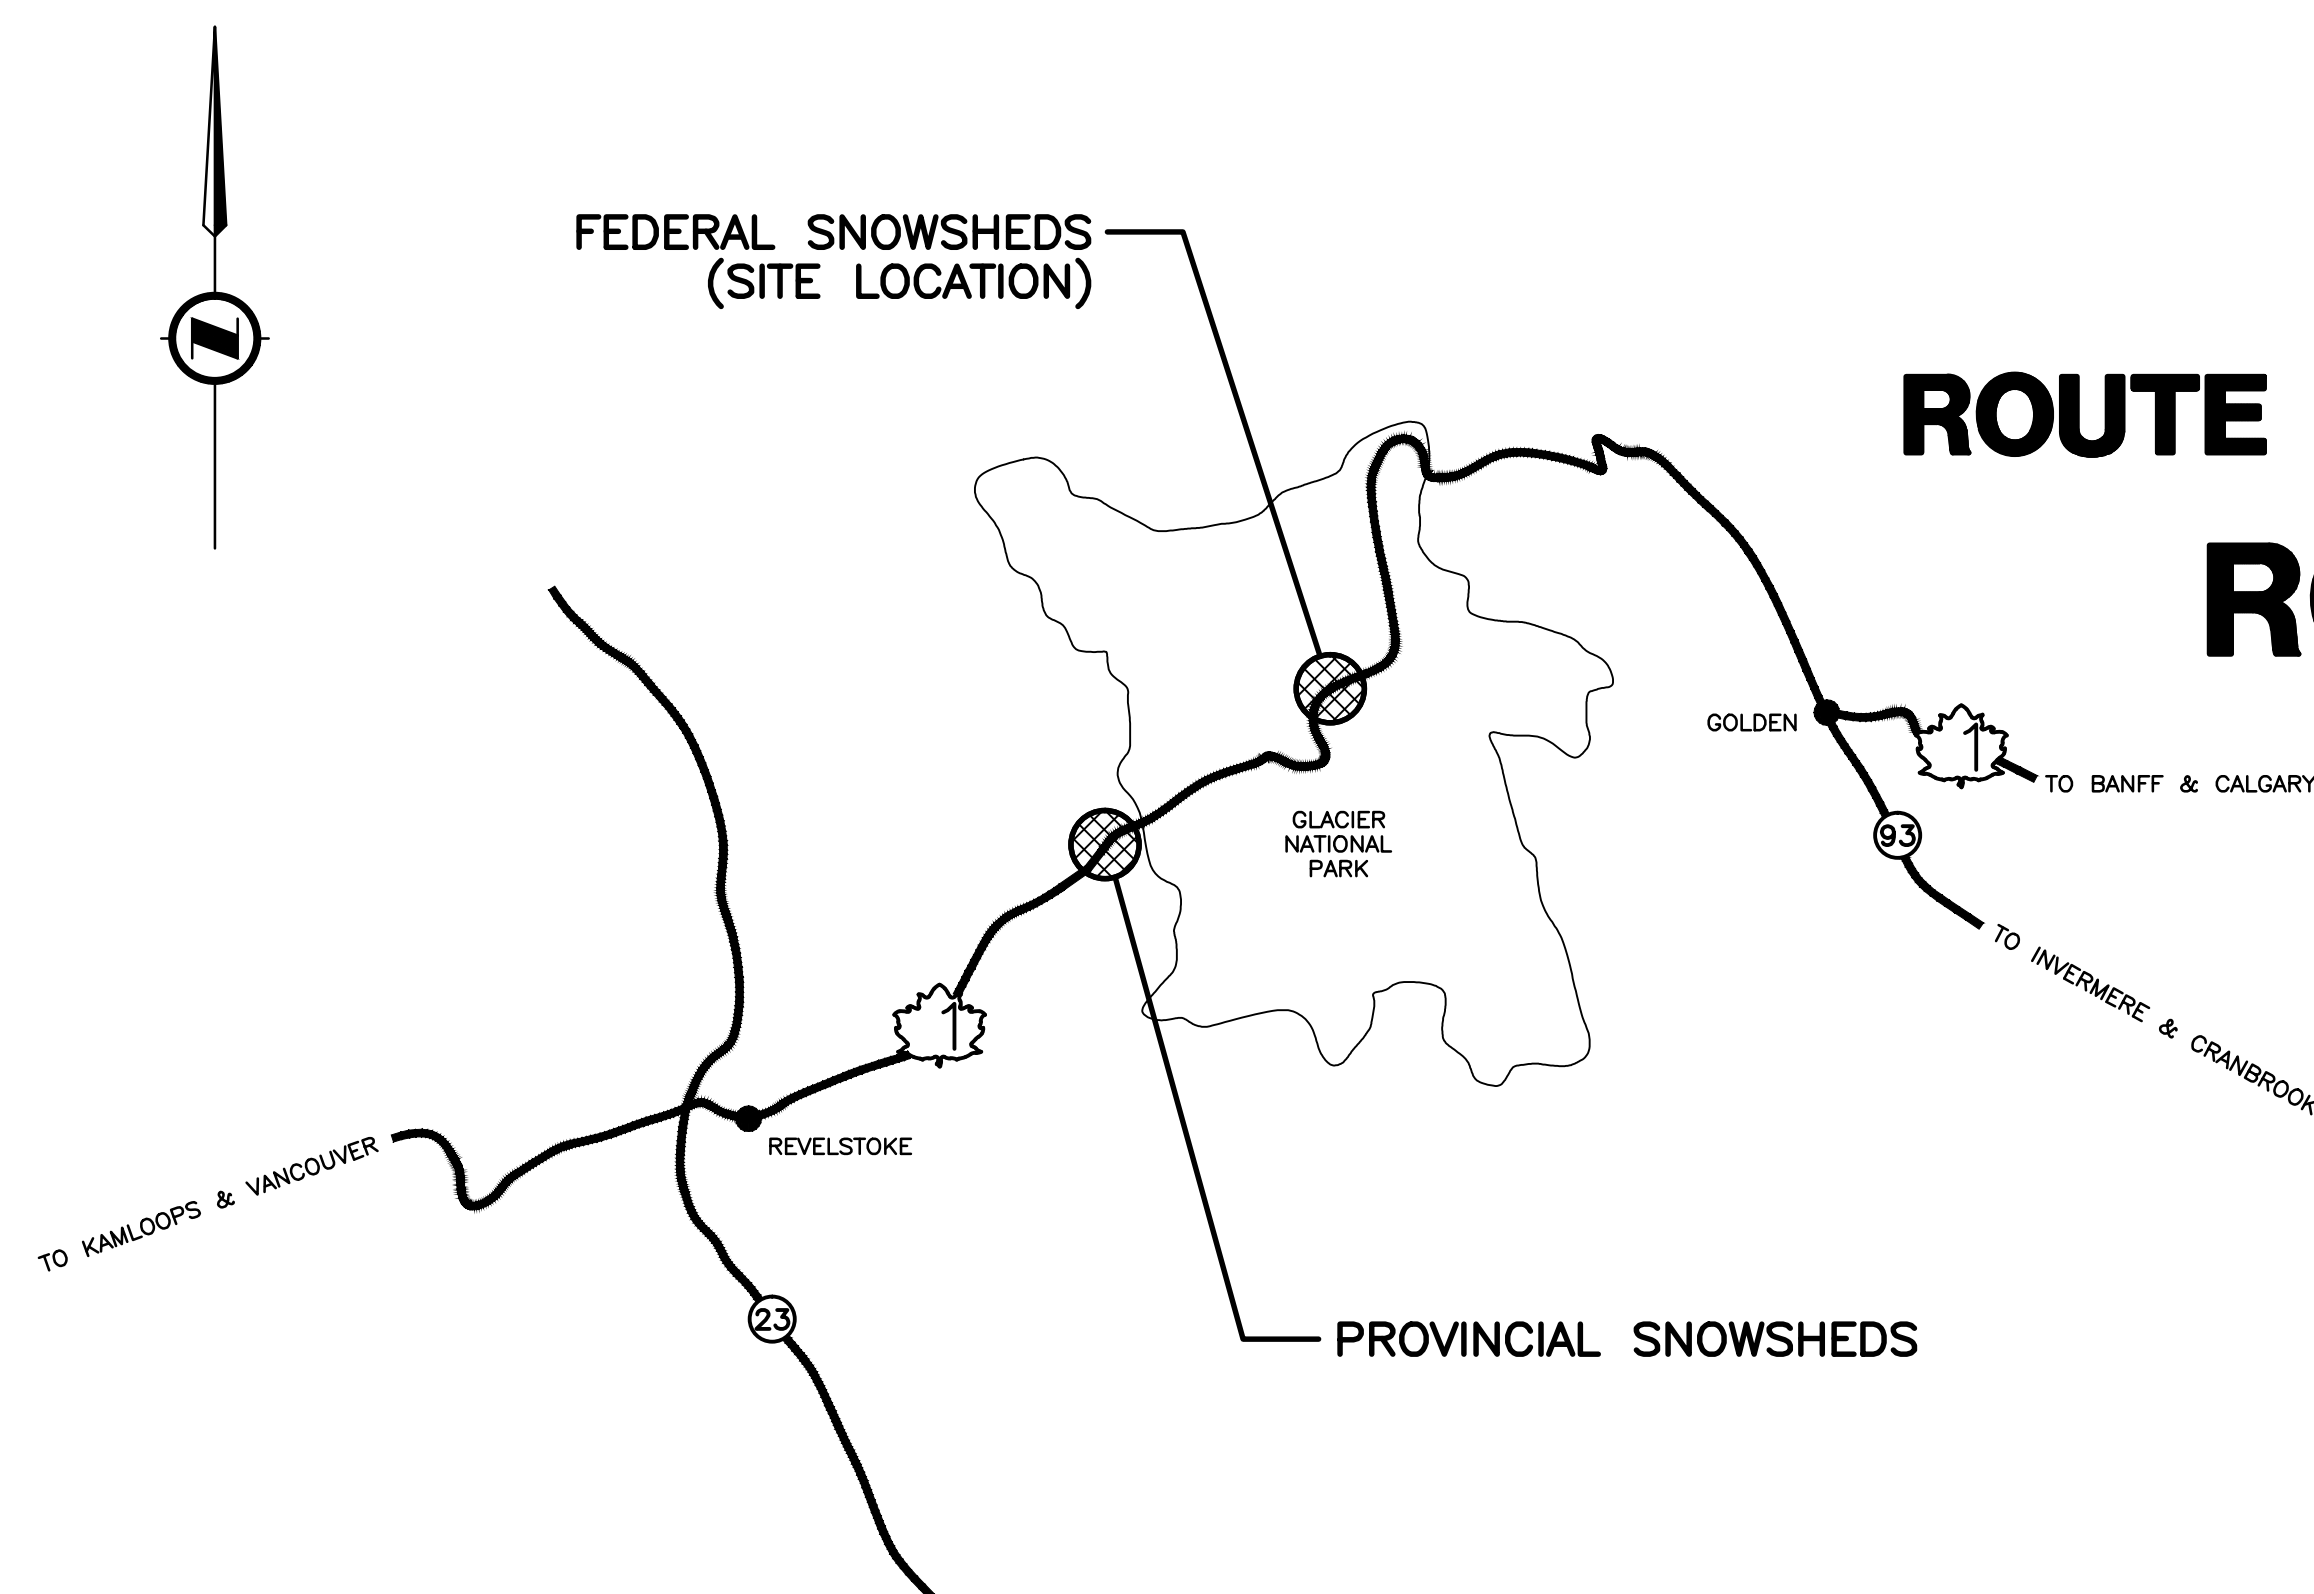 N
FEDERAL SNOWSHEDS
(SITE LOCATION)
ROUTE
GOLDEN
1
TO BANFF & CALGARY
GLACIER
NATIONAL
PARK
93
TO INVERMERE & CRANBROOK
1
REVELSTOKE
TO KAMLOOPS & VANCOUVER
23
PROVINCIAL SNOWSHEDS